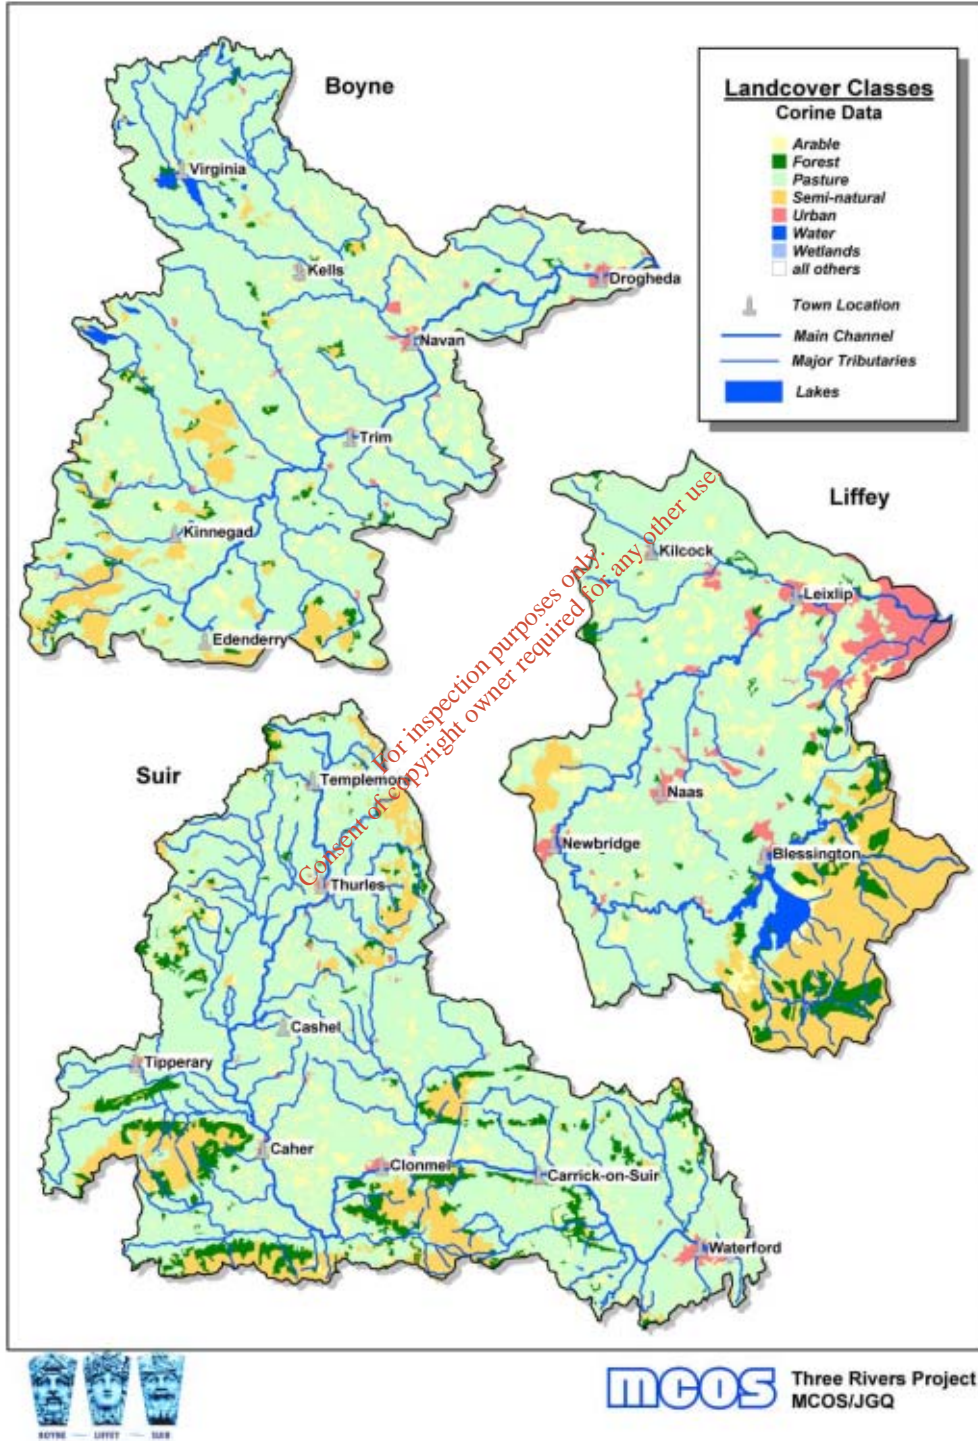 Boyne
Landcover Classes
Corine Data
Arable
Forest
Pasture
Semi-natural
Urban
Water
Wetlands
all others
Town Location
Main Channel
Major Tributaries
Lakes
Virginia
Kells
Drogheda
Navan
Trim
Kinnegad
Edenderry
Liffey
Kilcock
Leixlip
Naas
Newbridge
Blessington
Suir
Templemore
Thurles
Cashel
Tipperary
Caher
Clonmel
Carrick-on-Suir
Waterford
For inspection purposes only.
Consent of copyright owner required for any other use.
BOYNE — LIFFEY — SUIR
mcos
Three Rivers Project
MCOS/JGQ